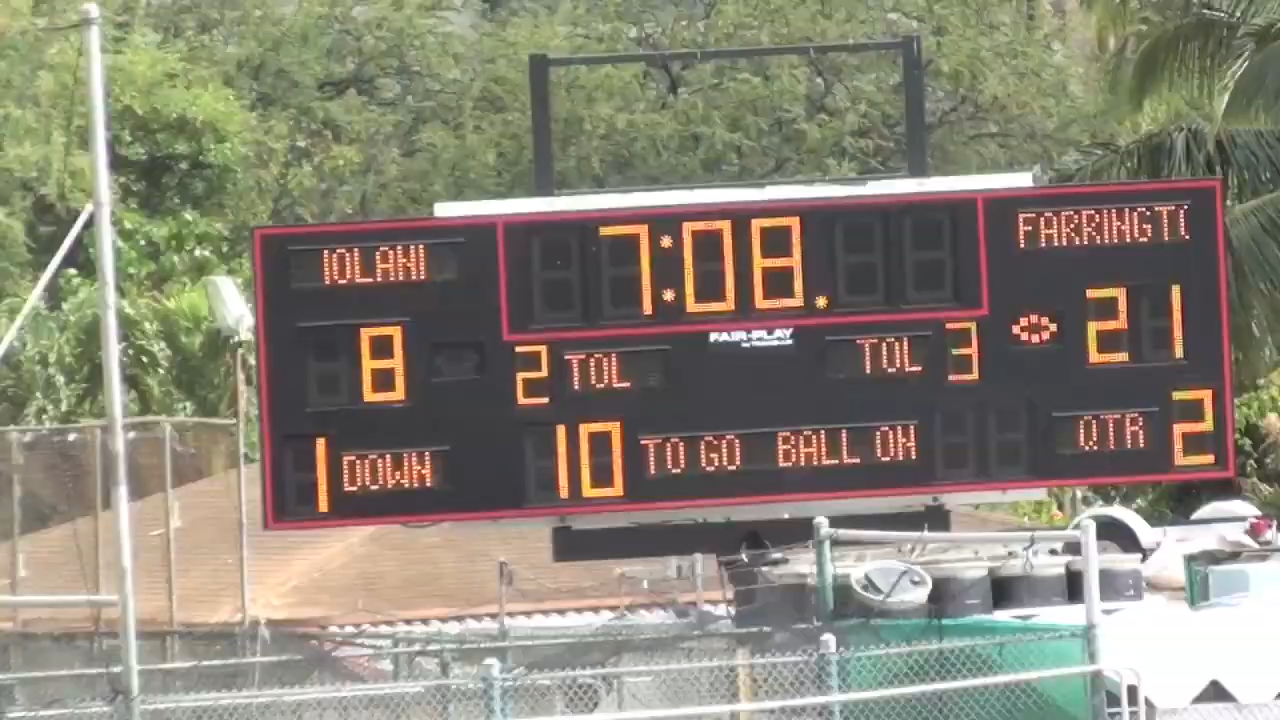 IOLANI 7:08. FARRINGT(
8 2 TOL FAIR-PLAY TOL 3 21
1 DOWN 10 TO GO BALL ON QTR 2